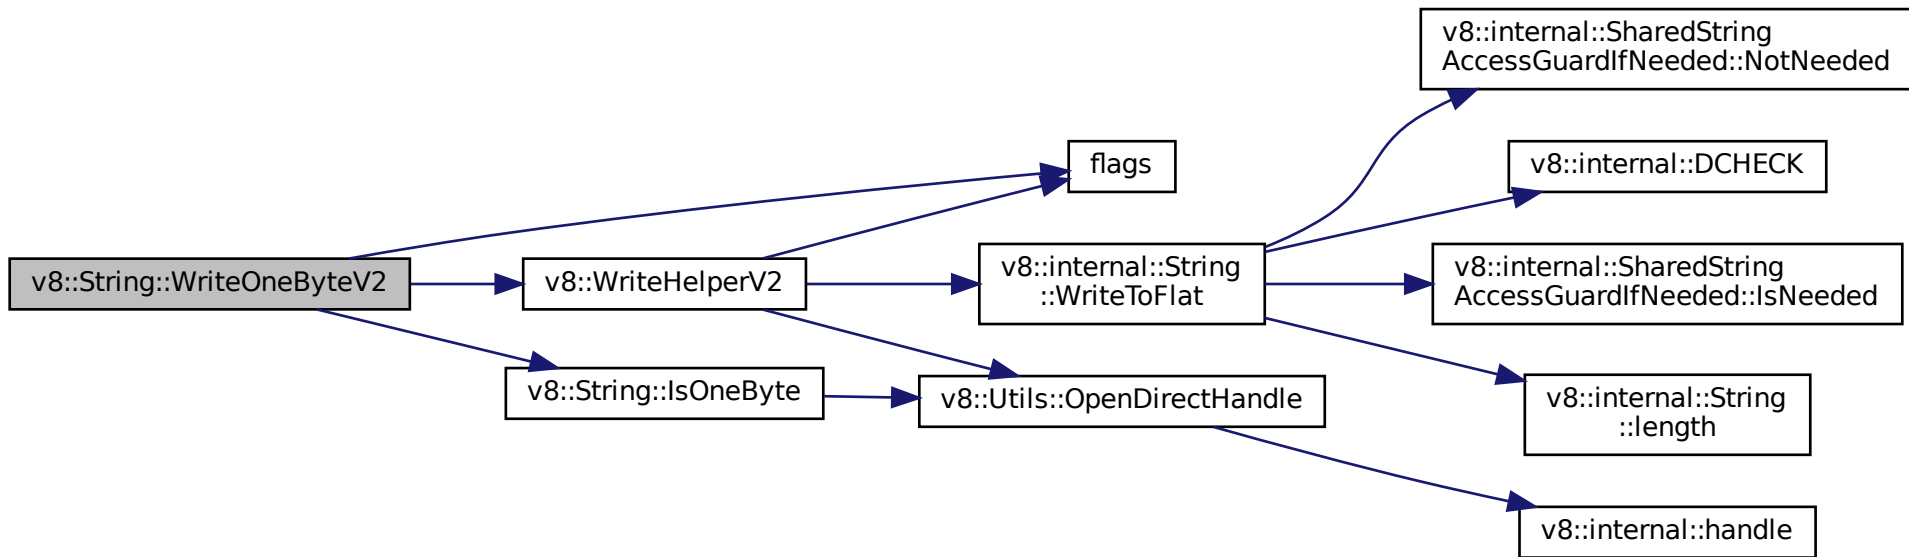 v8::String::WriteOneByteV2
v8::WriteHelperV2
v8::String::IsOneByte
flags
v8::internal::String
::WriteToFlat
v8::Utils::OpenDirectHandle
v8::internal::SharedString
AccessGuardIfNeeded::NotNeeded
v8::internal::DCHECK
v8::internal::SharedString
AccessGuardIfNeeded::IsNeeded
v8::internal::String
::length
v8::internal::handle